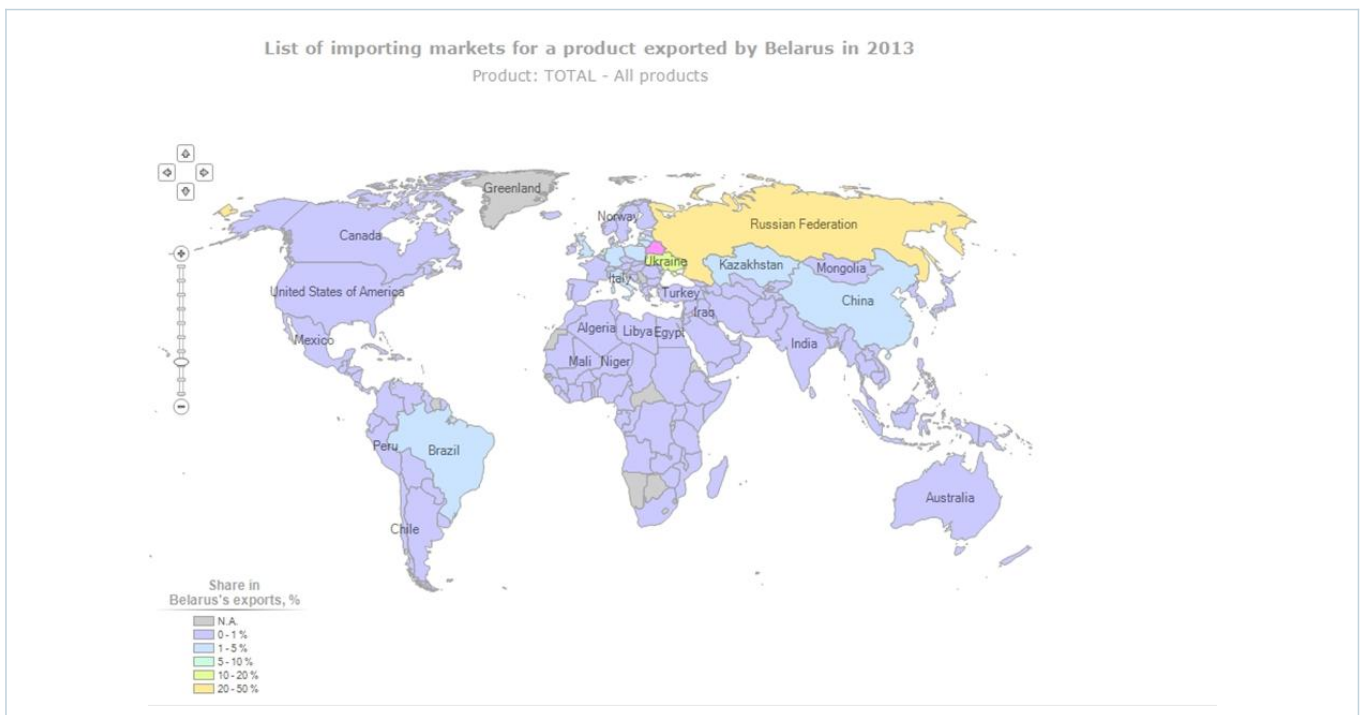 List of importing markets for a product exported by Belarus in 2013
Product: TOTAL - All products
Greenland
Norway
Russian Federation
Canada
Ukraine
Kazakhstan
Mongolia
Italy
United States of America
Turkey
China
Iraq
Algeria
Libya
Egypt
Mexico
India
Mali
Niger
Peru
Brazil
Australia
Chile
Share in
Belarus's exports, %
N.A.
0 - 1 %
1 - 5 %
5 - 10 %
10 - 20 %
20 - 50 %